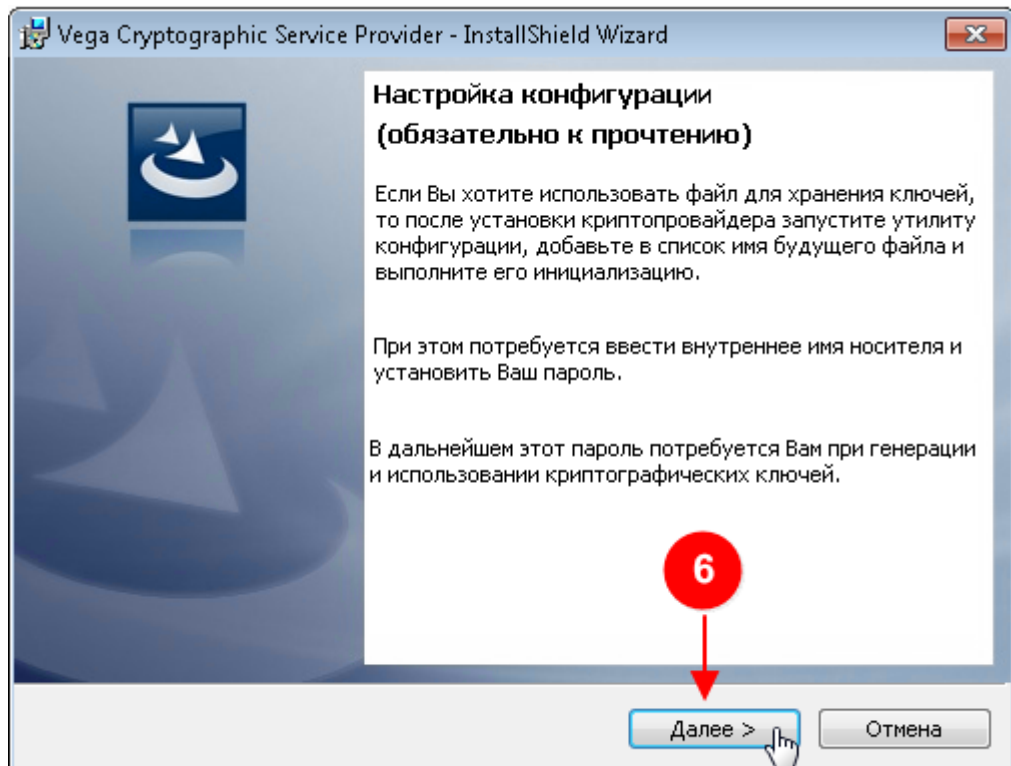 Vega Cryptographic Service Provider - InstallShield Wizard
Настройка конфигурации
(обязательно к прочтению)
Если Вы хотите использовать файл для хранения ключей,
то после установки криптопровайдера запустите утилиту
конфигурации, добавьте в список имя будущего файла и
выполните его инициализацию.
При этом потребуется ввести внутреннее имя носителя и
установить Ваш пароль.
В дальнейшем этот пароль потребуется Вам при генерации
и использовании криптографических ключей.
6
Далее >
Отмена